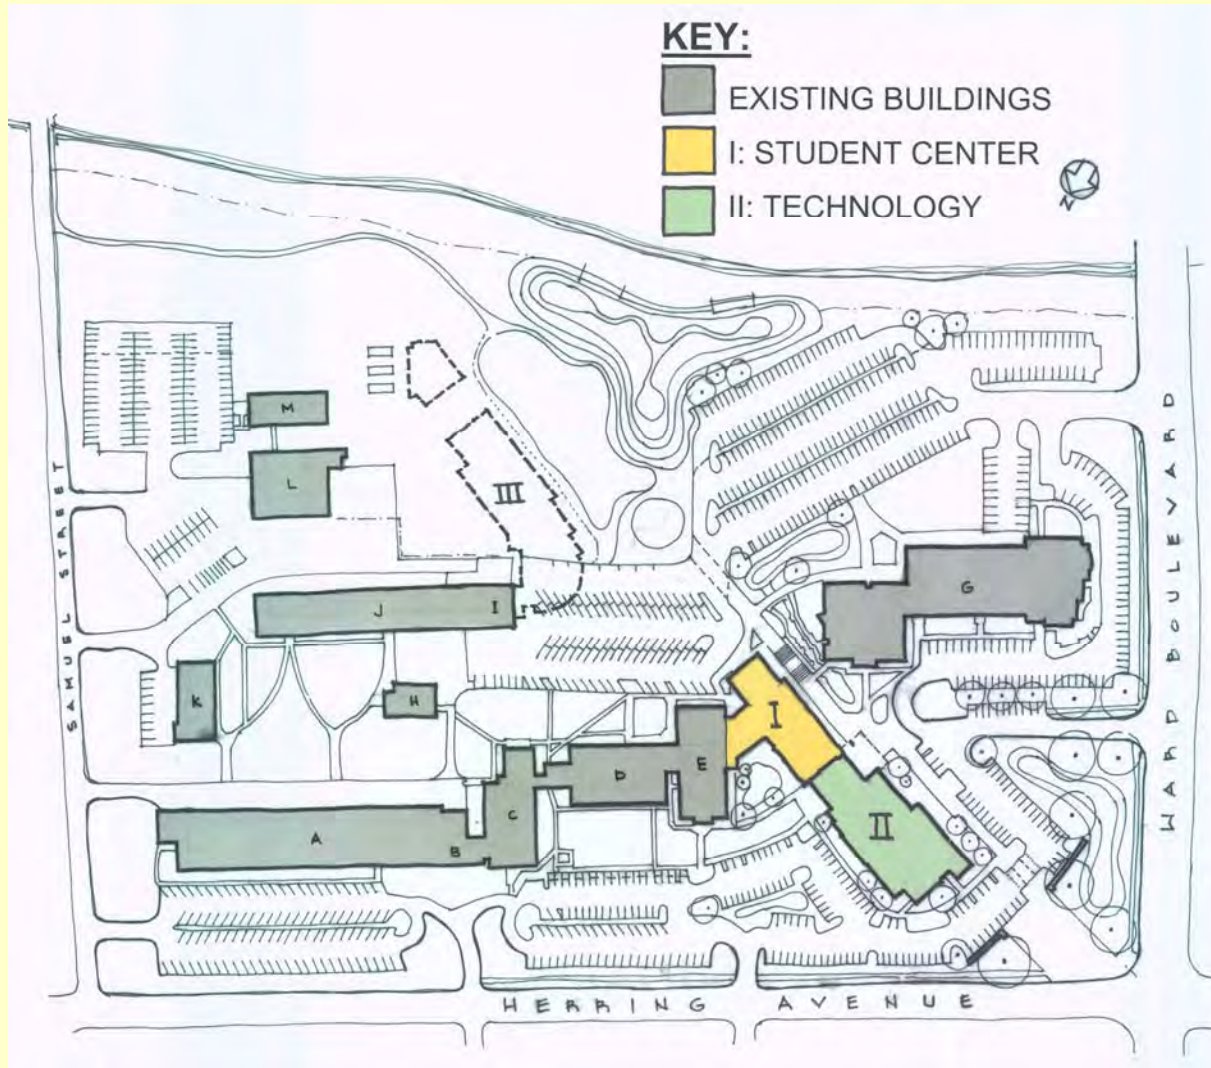 KEY:
EXISTING BUILDINGS
I: STUDENT CENTER
II: TECHNOLOGY
N
M
L
III
J
I
G
K
H
I
E
D
C
II
A
B
SAMUEL STREET
WARD BOULEVARD
HERRING AVENUE